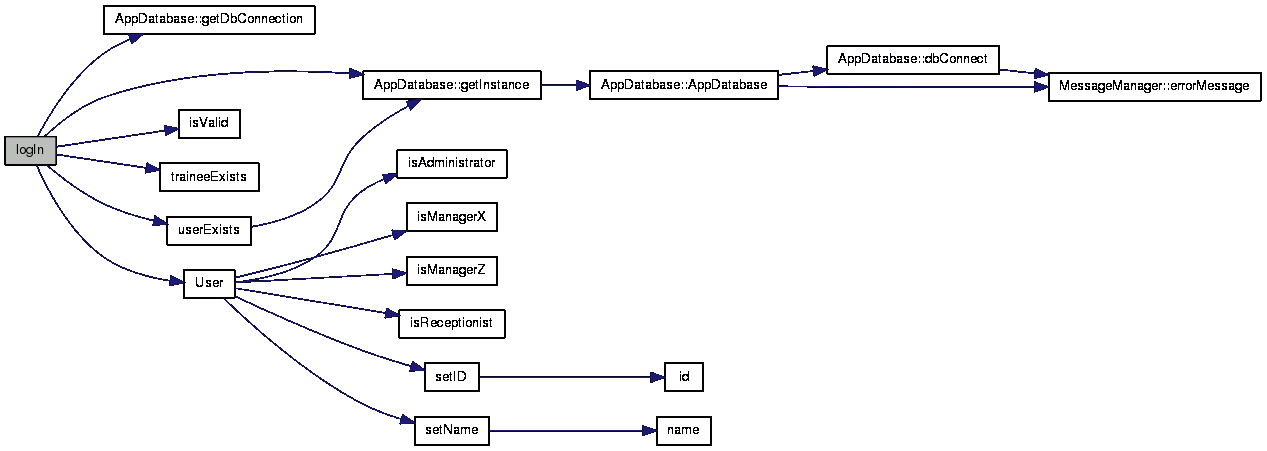 AppDatabase::getDbConnection
AppDatabase::dbConnect
AppDatabase::getInstance
AppDatabase::AppDatabase
MessageManager::errorMessage
isValid
logIn
isAdministrator
traineeExists
isManagerX
userExists
isManagerZ
User
isReceptionist
setID
id
setName
name